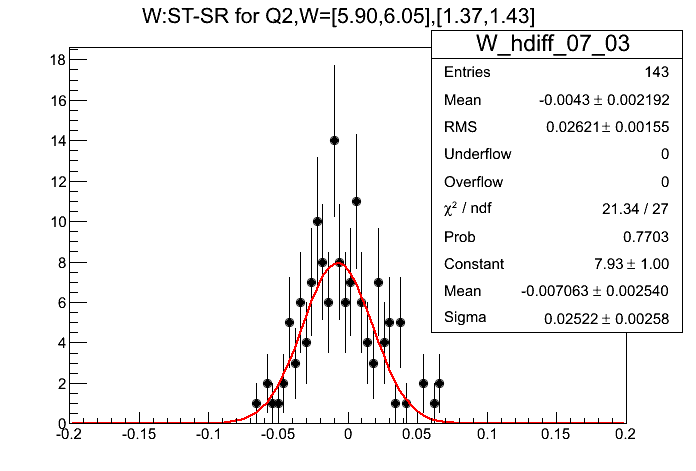 W:ST-SR for Q2,W=[5.90,6.05],[1.37,1.43]
W_hdiff_07_03
Entries 143
Mean -0.0043 ± 0.002192
RMS 0.02621 ± 0.00155
Underflow 0
Overflow 0
χ² / ndf 21.34 / 27
Prob 0.7703
Constant 7.93 ± 1.00
Mean -0.007063 ± 0.002540
Sigma 0.02522 ± 0.00258
18
16
14
12
10
8
6
4
2
0
-0.2 -0.15 -0.1 -0.05 0 0.05 0.1 0.15 0.2